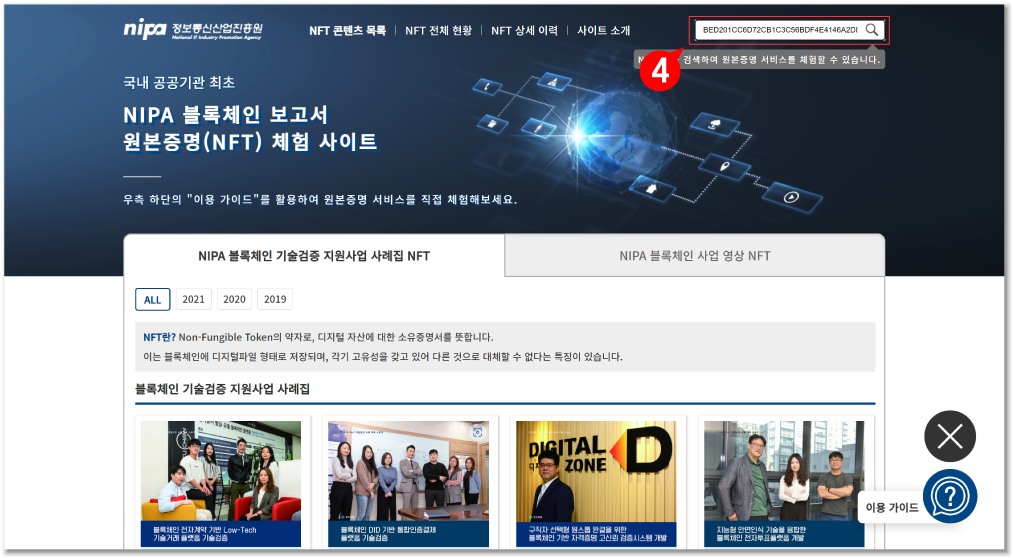 nipa 정보통신산업진흥원
National IT Industry Promotion Agency
NFT 콘텐츠 목록 | NFT 전체 현황 | NFT 상세 이력 | 사이트 소개
BED201CC6D72CB1C3C56BDF4E4146A2DI
4
검색하여 원본증명 서비스를 체험할 수 있습니다.
국내 공공기관 최초
NIPA 블록체인 보고서
원본증명(NFT) 체험 사이트
우측 하단의 "이용 가이드"를 활용하여 원본증명 서비스를 직접 체험해보세요.
NIPA 블록체인 기술검증 지원사업 사례집 NFT
NIPA 블록체인 사업 영상 NFT
ALL 2021 2020 2019
NFT란? Non-Fungible Token의 약자로, 디지털 자산에 대한 소유증명서를 뜻합니다.
이는 블록체인에 디지털파일 형태로 저장되며, 각기 고유성을 갖고 있어 다른 것으로 대체할 수 없다는 특징이 있습니다.
블록체인 기술검증 지원사업 사례집
DIGITAL
ZONE
블록체인 전자계약 기반 Low-Tech
기술거래 플랫폼 기술검증
블록체인 DID 기반 통합인증결제
플랫폼 기술검증
구직자 선택형 원스톱 완결을 위한
블록체인 기반 자격증명 고신뢰 검증시스템 개발
지능형 안면인식 기술을 융합한
블록체인 전자투표플랫폼 개발
이용 가이드
?